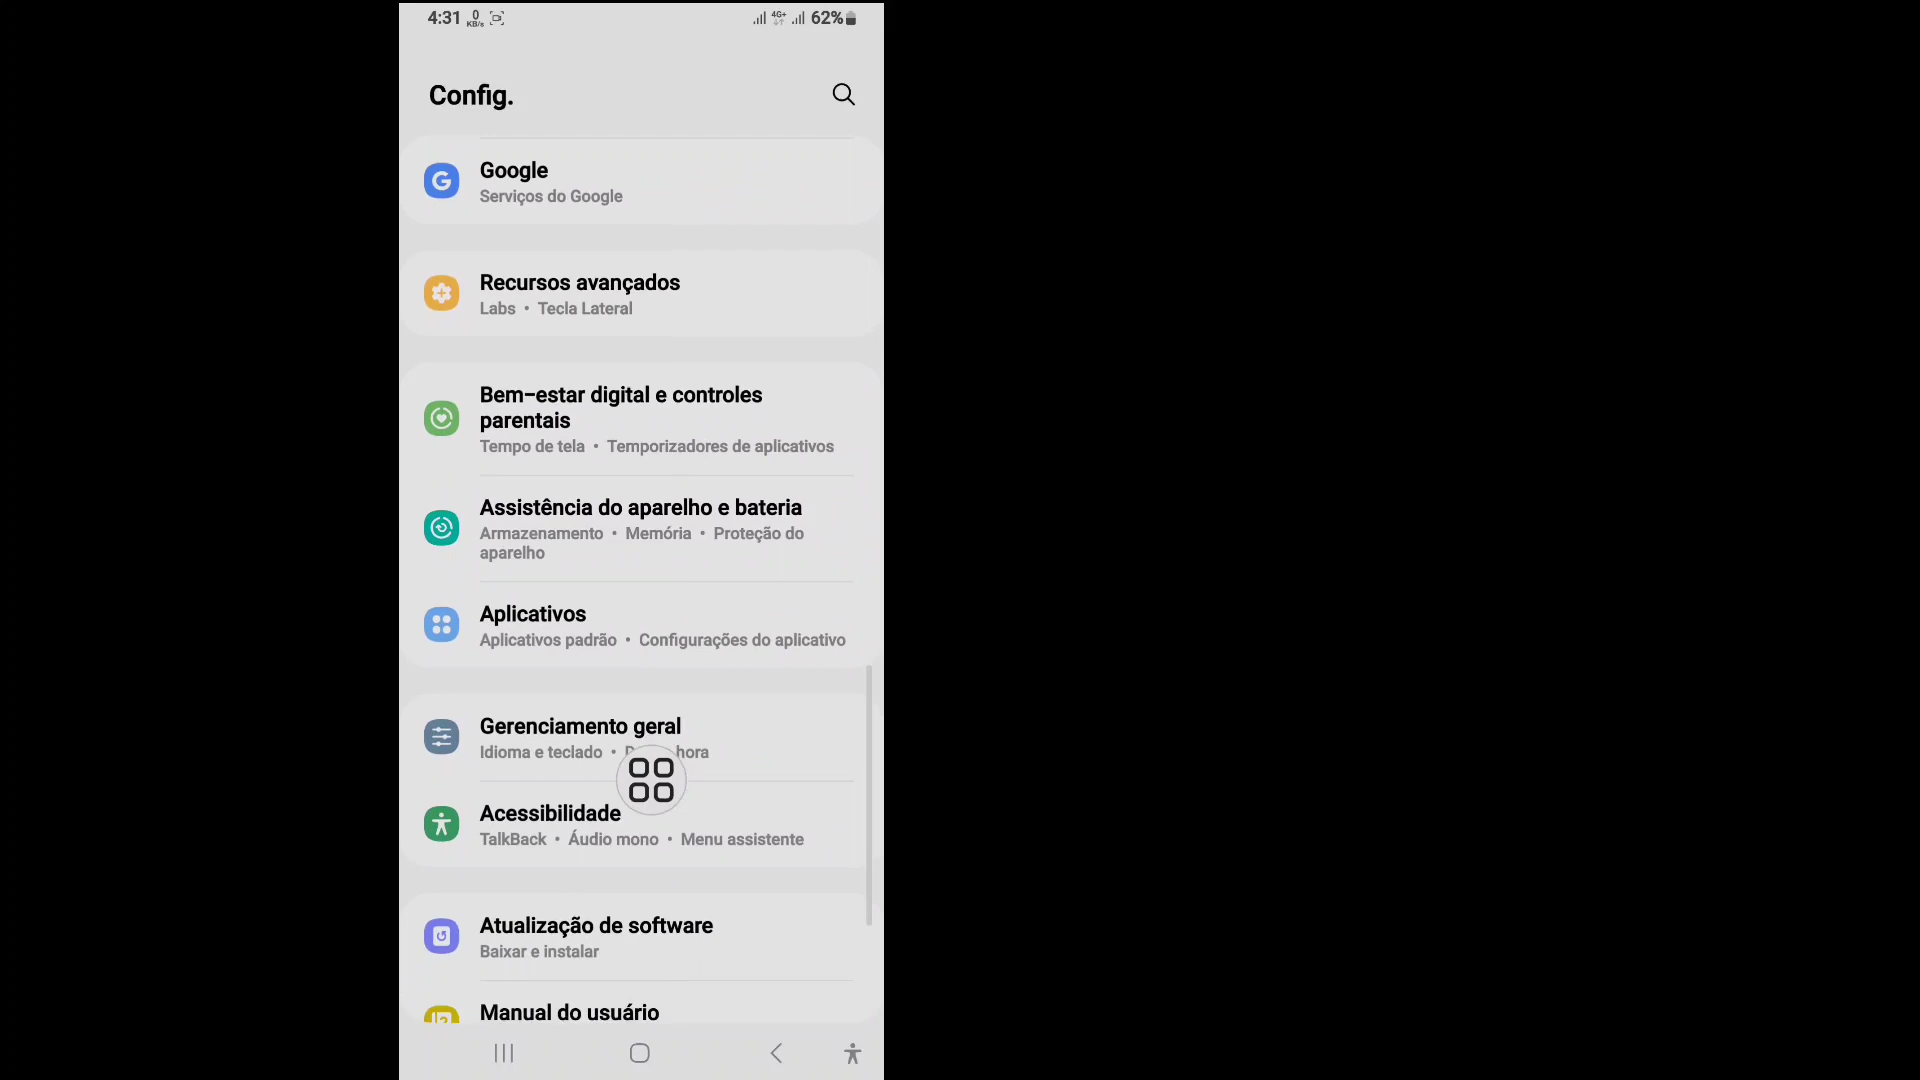 4:31 0 KB/s 4G+ 62%
Config.
Google
Serviços do Google
Recursos avançados
Labs • Tecla Lateral
Bem-estar digital e controles
parentais
Tempo de tela • Temporizadores de aplicativos
Assistência do aparelho e bateria
Armazenamento • Memória • Proteção do
aparelho
Aplicativos
Aplicativos padrão • Configurações do aplicativo
Gerenciamento geral
Idioma e teclado • hora
Acessibilidade
TalkBack • Áudio mono • Menu assistente
Atualização de software
Baixar e instalar
Manual do usuário